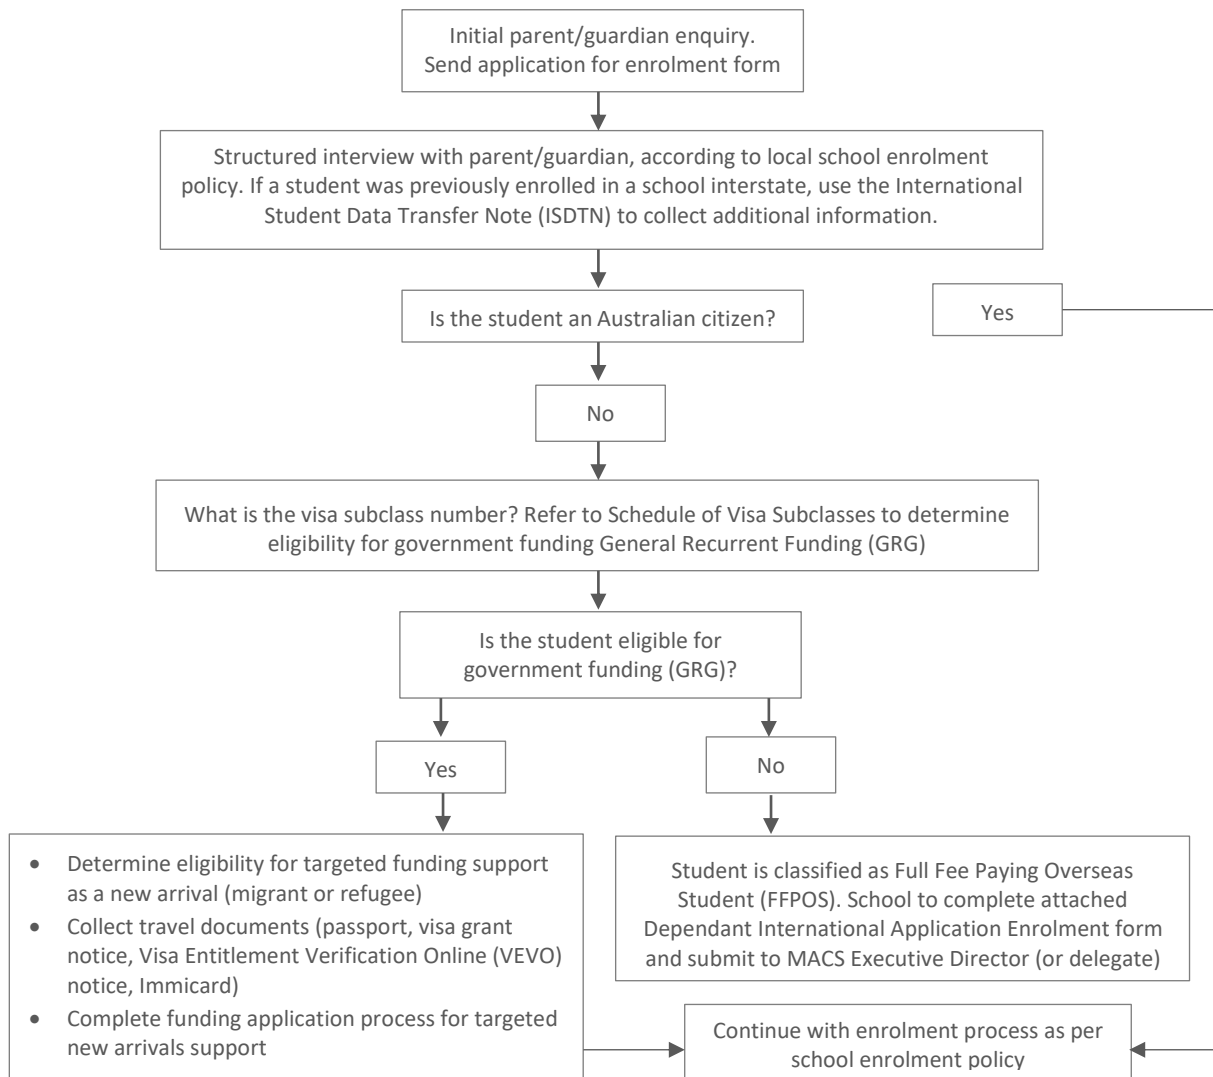 Initial parent/guardian enquiry.
Send application for enrolment form
Structured interview with parent/guardian, according to local school enrolment
policy. If a student was previously enrolled in a school interstate, use the International
Student Data Transfer Note (ISDTN) to collect additional information.
Is the student an Australian citizen?
Yes
No
What is the visa subclass number? Refer to Schedule of Visa Subclasses to determine
eligibility for government funding General Recurrent Funding (GRG)
Is the student eligible for
government funding (GRG)?
Yes
No
• Determine eligibility for targeted funding support
as a new arrival (migrant or refugee)
• Collect travel documents (passport, visa grant
notice, Visa Entitlement Verification Online (VEVO)
notice, Immicard)
• Complete funding application process for targeted
new arrivals support
Student is classified as Full Fee Paying Overseas
Student (FFPOS). School to complete attached
Dependant International Application Enrolment form
and submit to MACS Executive Director (or delegate)
Continue with enrolment process as per
school enrolment policy